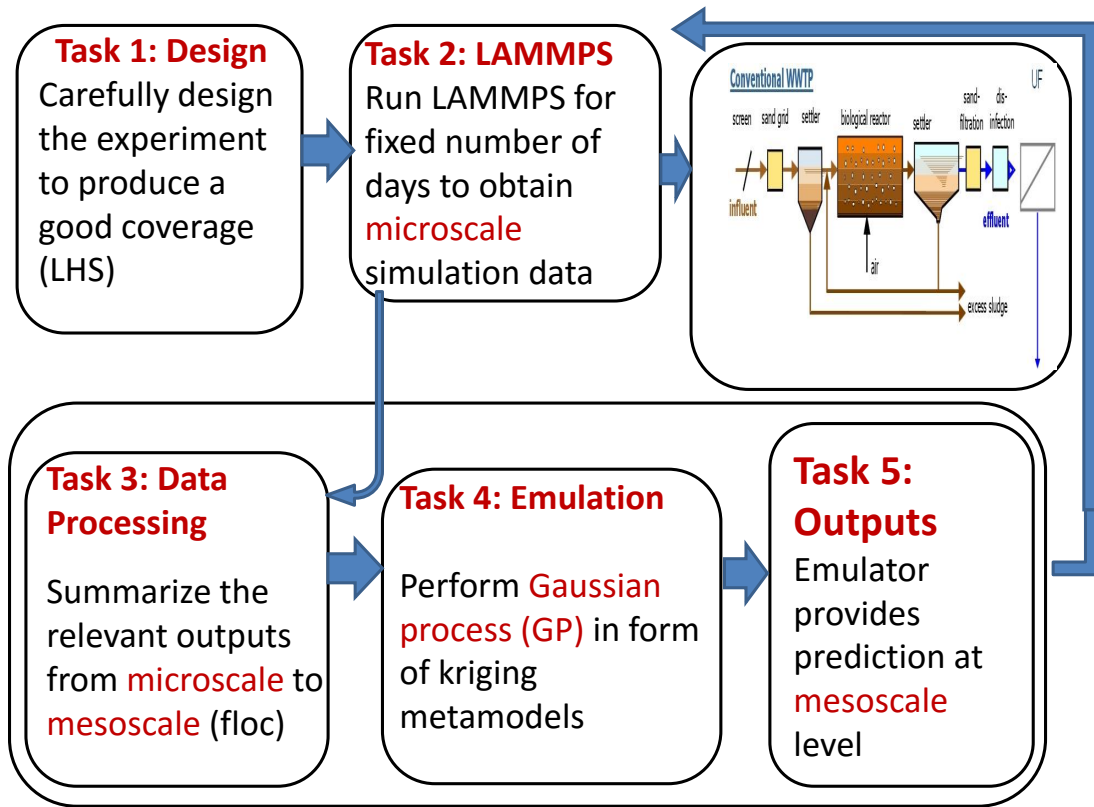 Task 1: Design
Carefully design
the experiment
to produce a
good coverage
(LHS)
Task 2: LAMMPS
Run LAMMPS for
fixed number of
days to obtain
microscale
simulation data
Conventional WWTP
UF
screen
sand grid
settler
biological reactor
settler
sand-
filtration
dis-
infection
influent
effluent
air
excess sludge
Task 3: Data
Processing
Summarize the
relevant outputs
from microscale to
mesoscale (floc)
Task 4: Emulation
Perform Gaussian
process (GP) in form
of kriging
metamodels
Task 5:
Outputs
Emulator
provides
prediction at
mesoscale
level